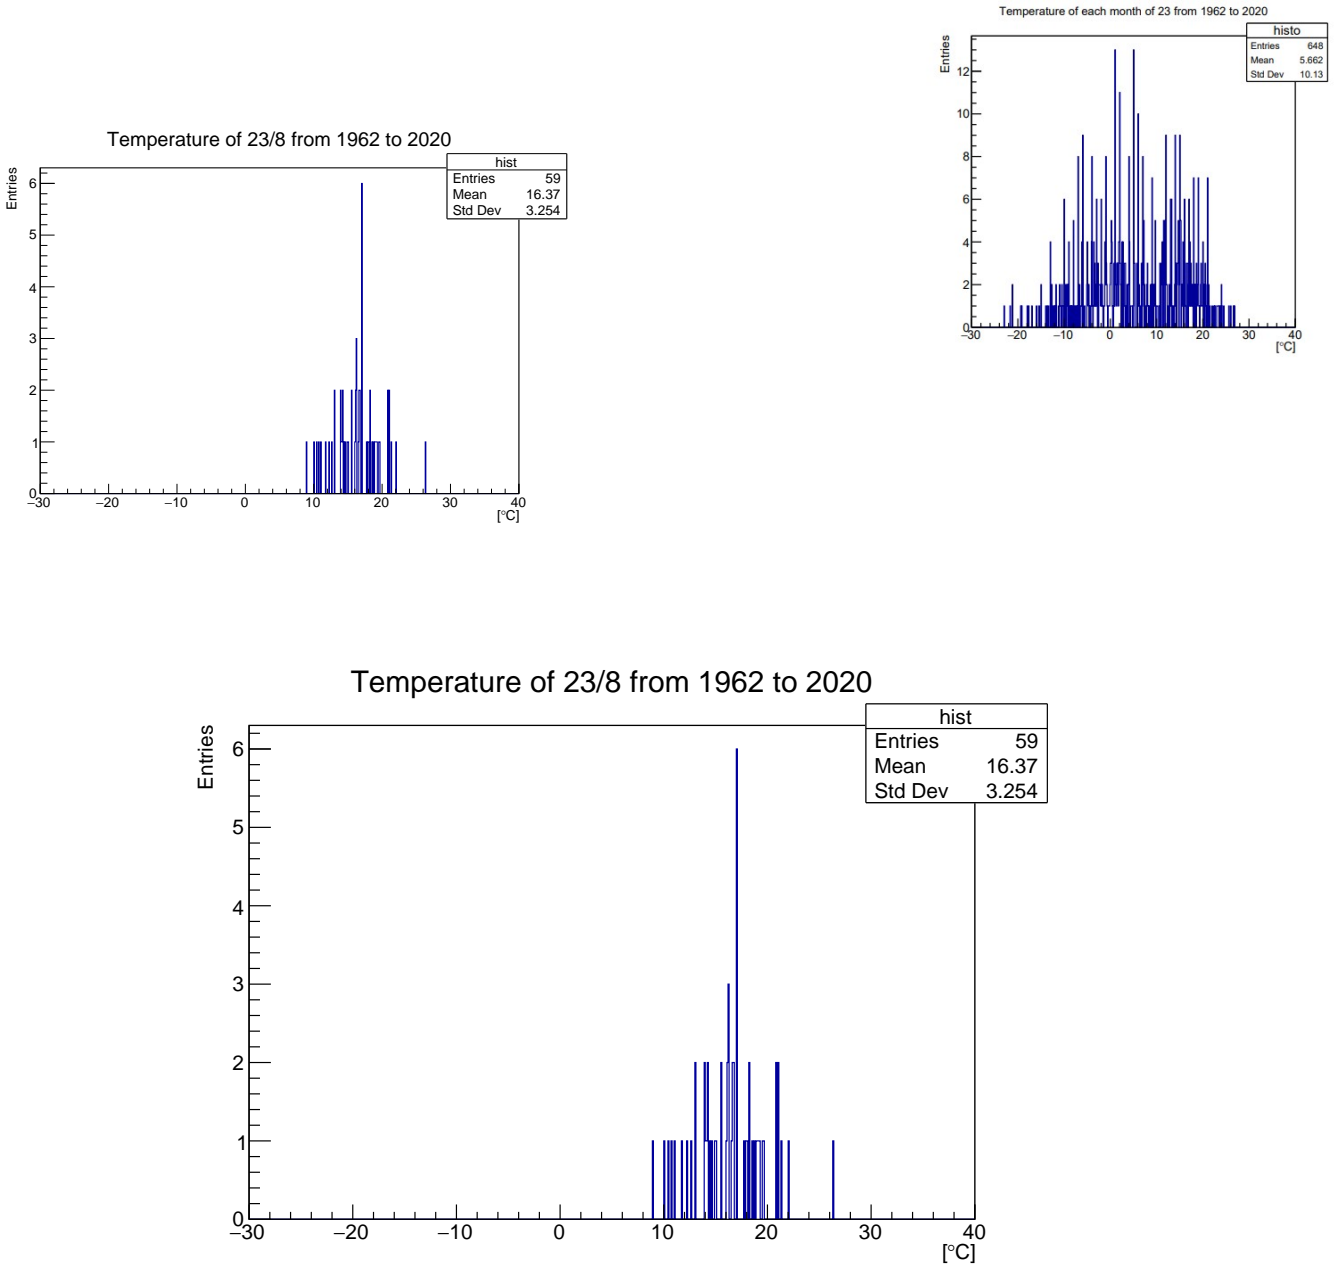 Temperature of each month of 23 from 1962 to 2020
histo
Entries 648
Mean 5.662
Std Dev 10.13
Entries
12
10
8
6
4
2
0
−30 −20 −10 0 10 20 30 40
[°C]
Temperature of 23/8 from 1962 to 2020
hist
Entries 59
Mean 16.37
Std Dev 3.254
Entries
6
5
4
3
2
1
0
−30 −20 −10 0 10 20 30 40
[°C]
Temperature of 23/8 from 1962 to 2020
hist
Entries 59
Mean 16.37
Std Dev 3.254
Entries
6
5
4
3
2
1
0
−30 −20 −10 0 10 20 30 40
[°C]